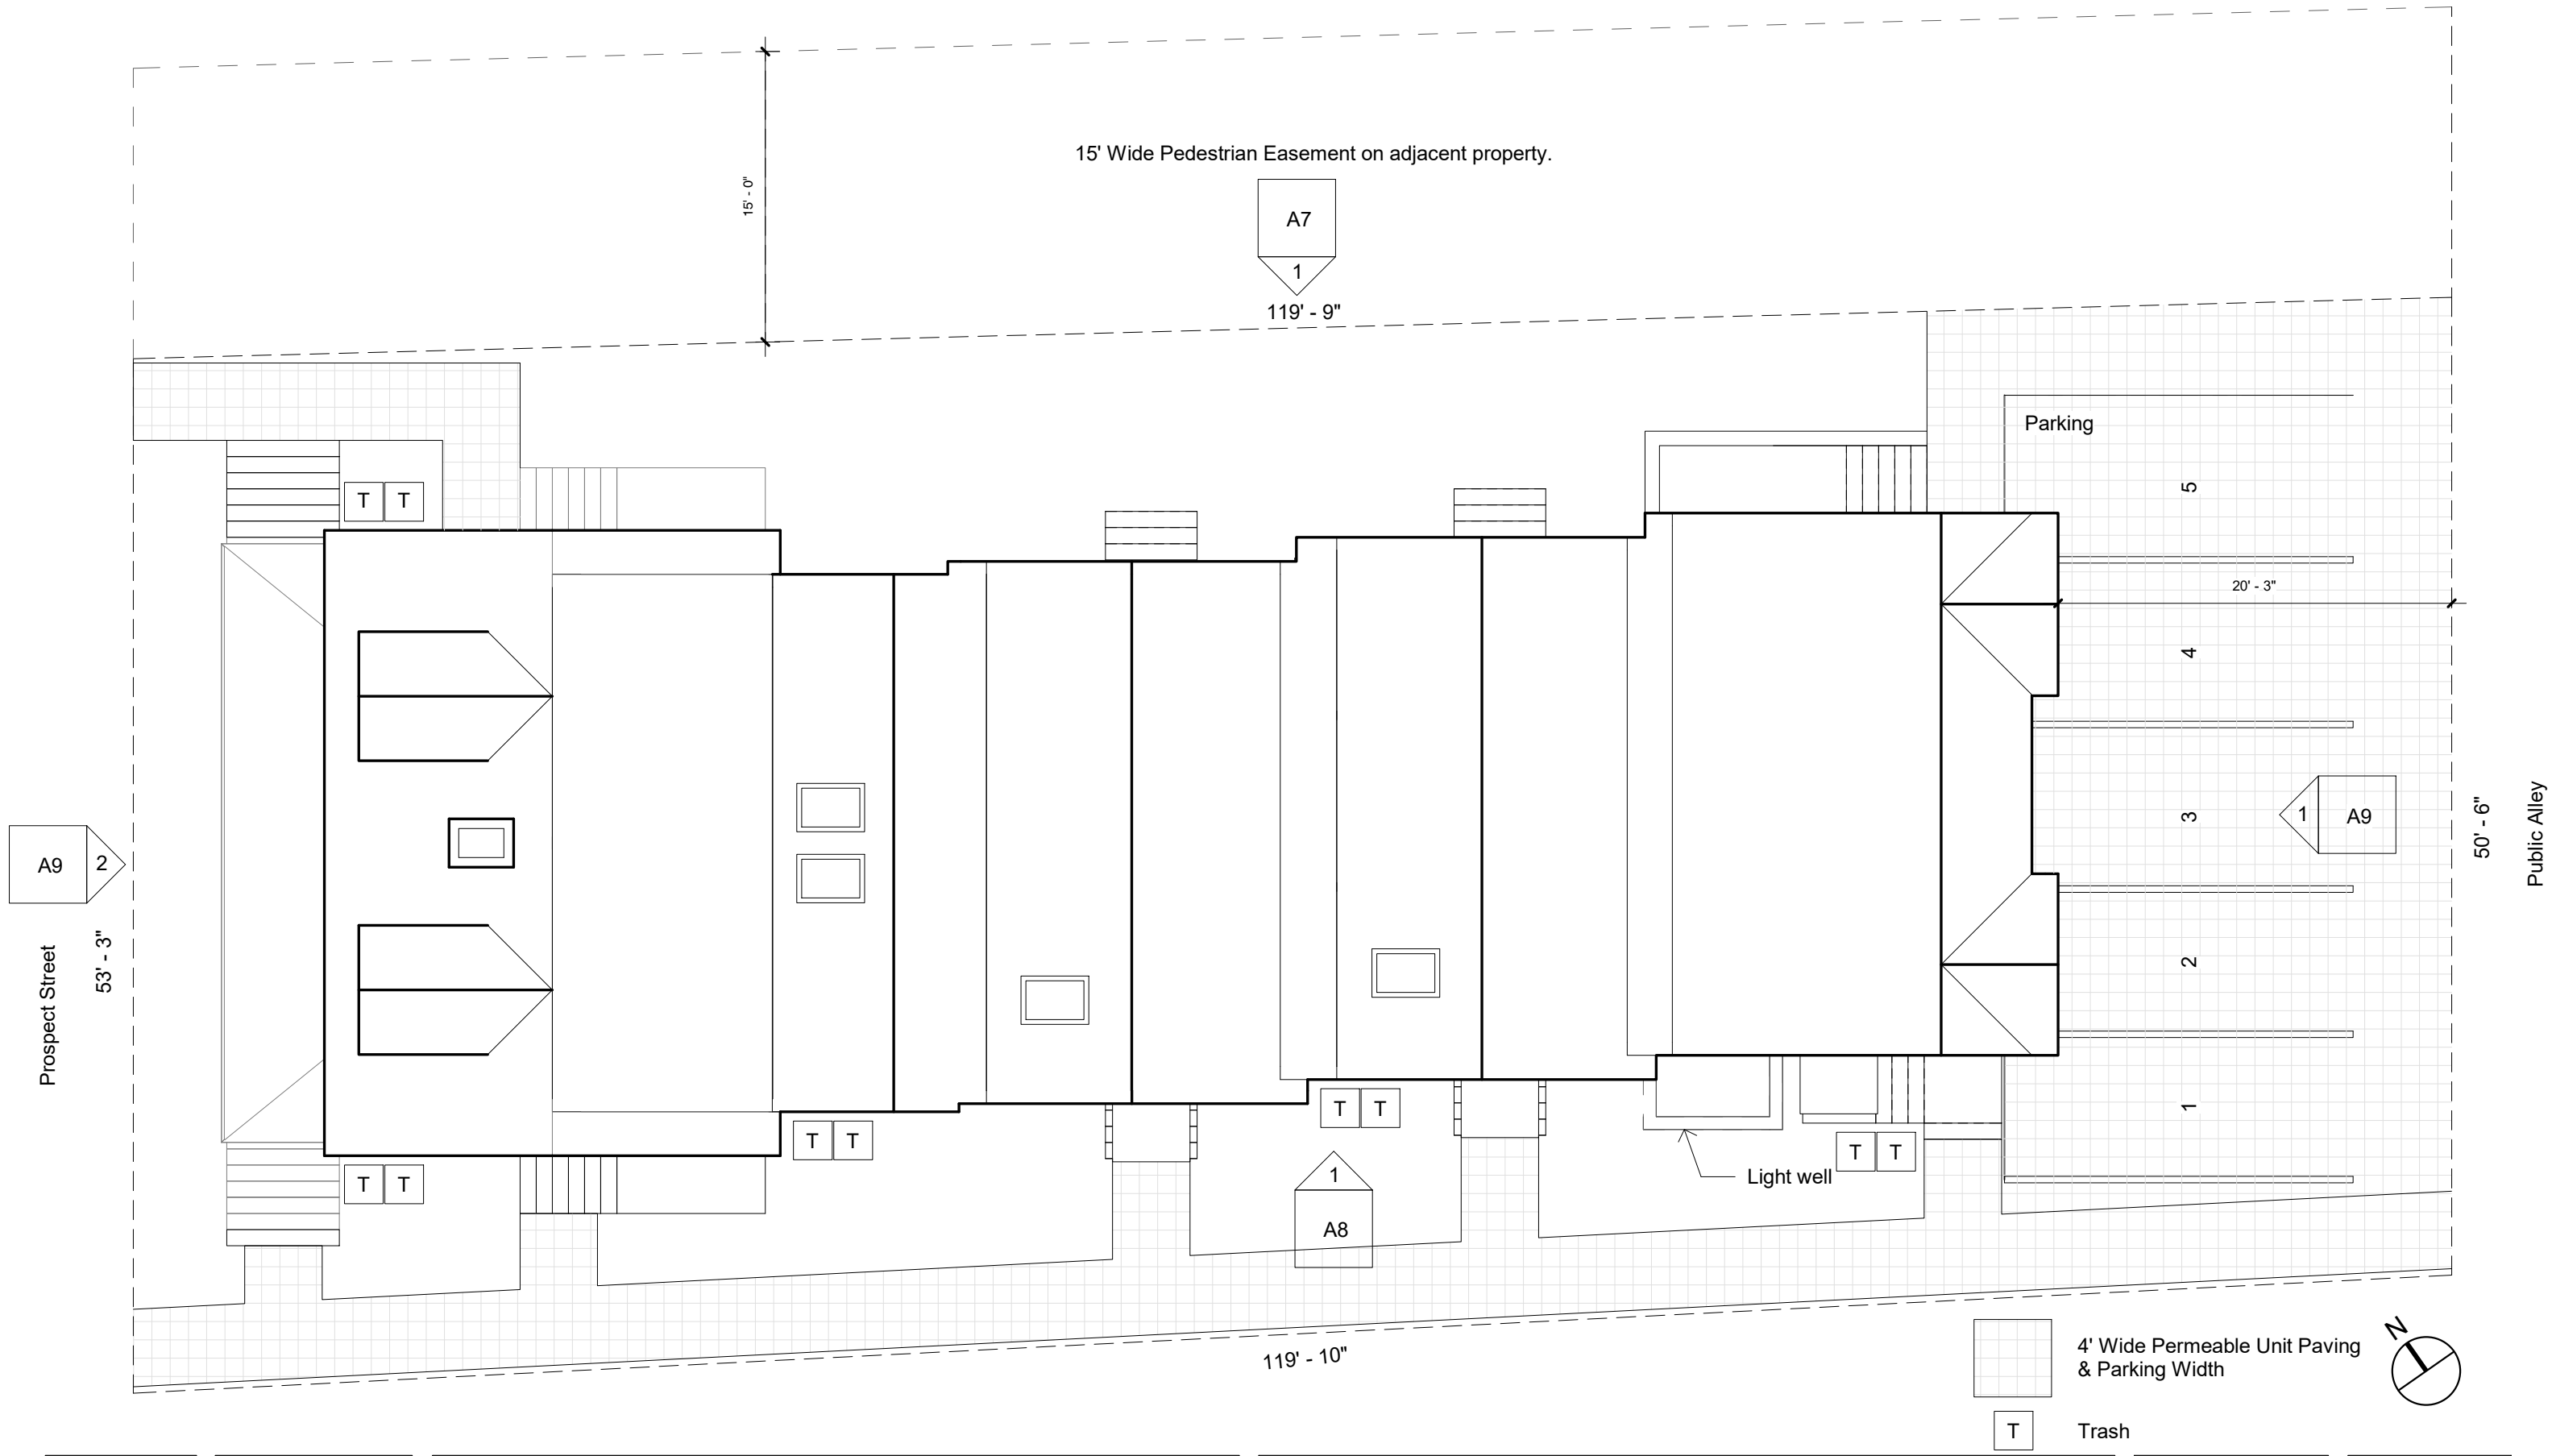 15' - 0"
15' Wide Pedestrian Easement on adjacent property.
A7
1
119' - 9"
Parking
T T
5
20' - 3"
4
3
2
1
A9
2
Prospect Street
53' - 3"
1
A9
50' - 6"
Public Alley
T T
T T
T T
T T
Light well
1
A8
119' - 10"
N
4' Wide Permeable Unit Paving
& Parking Width
T
Trash